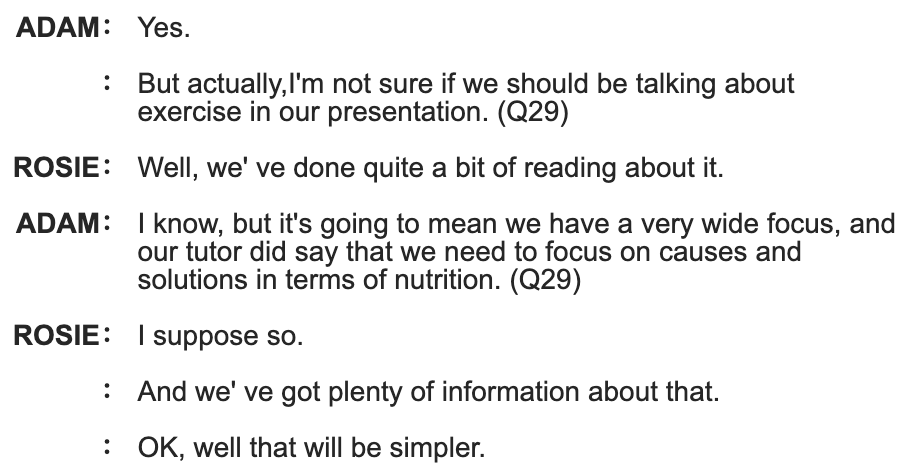 ADAM: Yes.
: But actually,I'm not sure if we should be talking about
exercise in our presentation. (Q29)
ROSIE: Well, we' ve done quite a bit of reading about it.
ADAM: I know, but it's going to mean we have a very wide focus, and
our tutor did say that we need to focus on causes and
solutions in terms of nutrition. (Q29)
ROSIE: I suppose so.
: And we' ve got plenty of information about that.
: OK, well that will be simpler.